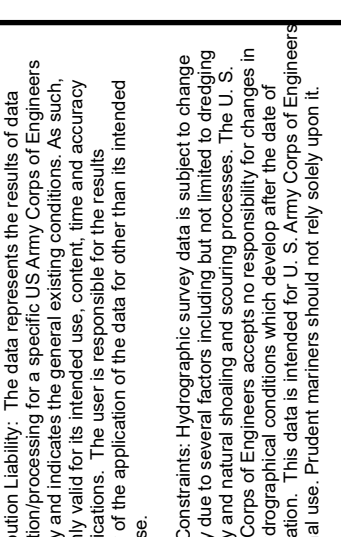 bution Liability: The data represents the results of data
tion/processing for a specific US Army Corps of Engineers
y and indicates the general existing conditions. As such,
nly valid for its intended use, content, time and accuracy
ications. The user is responsible for the results
of the application of the data for other than its intended
se.
Constraints: Hydrographic survey data is subject to change
y due to several factors including but not limited to dredging
y and natural shoaling and scouring processes. The U. S.
Corps of Engineers accepts no responsibility for changes in
drographical conditions which develop after the date of
ation. This data is intended for U. S. Army Corps of Engineers
al use. Prudent mariners should not rely solely upon it.